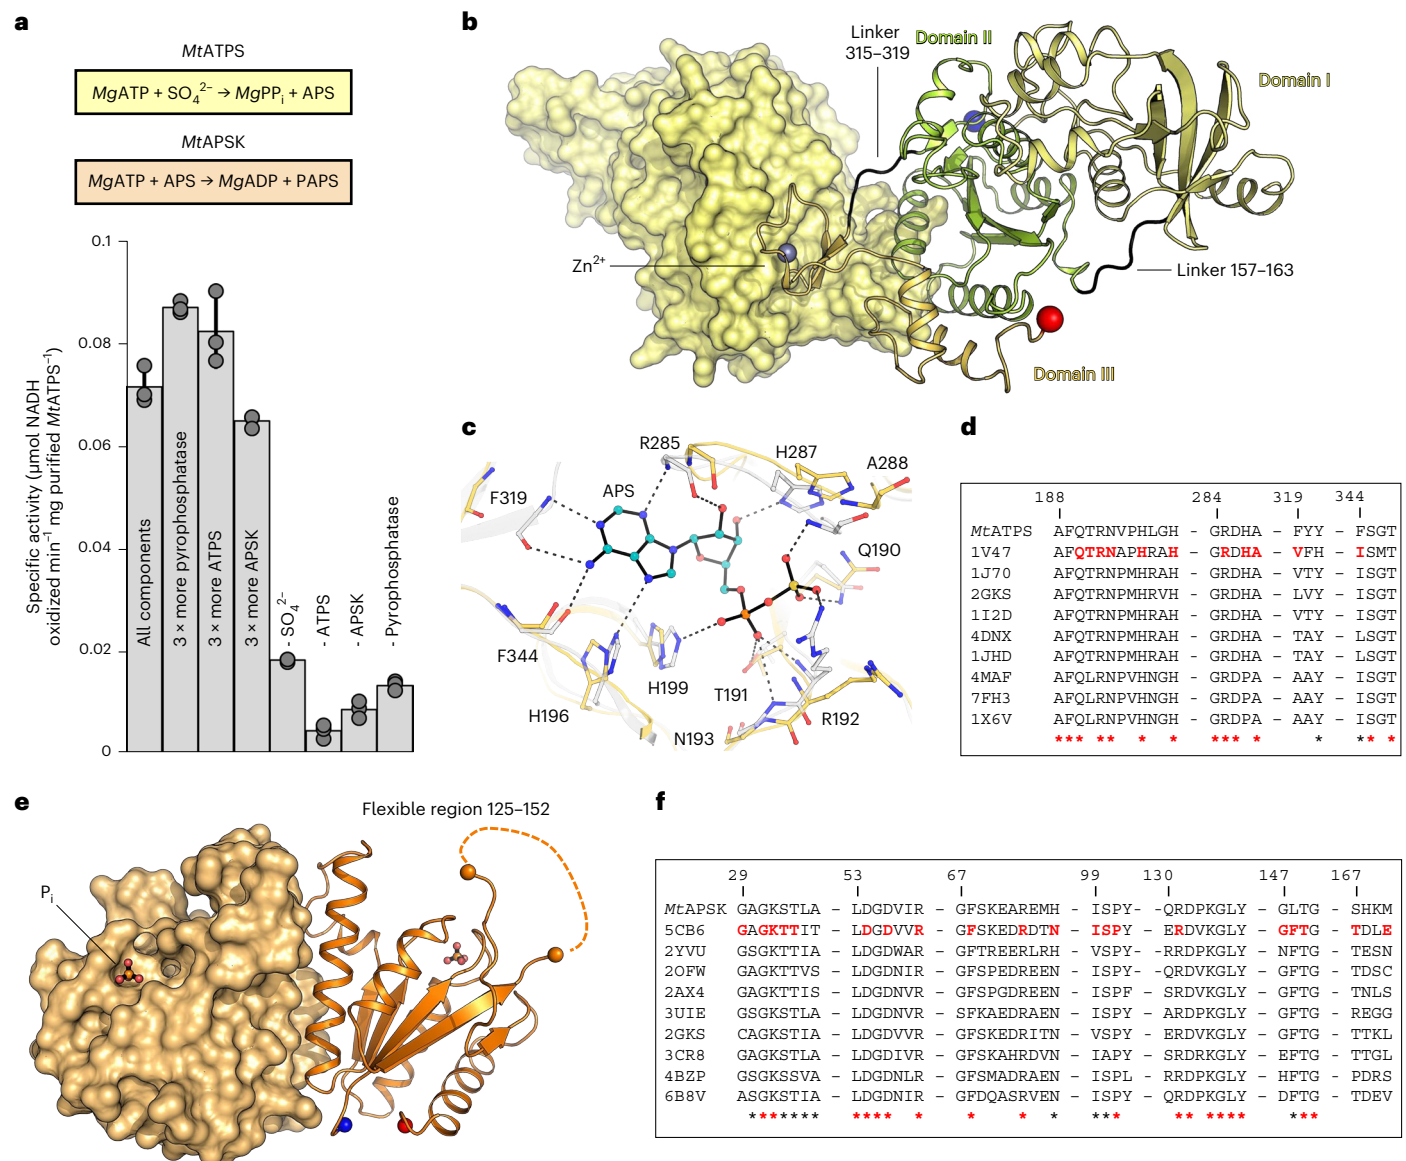 a
MtATPS
MgATP + SO₄²⁻ → MgPPᵢ + APS
MtAPSK
MgATP + APS → MgADP + PAPS
Specific activity (µmol NADH
oxidized min⁻¹ mg purified MtATPS⁻¹)
0.1
0.08
0.06
0.04
0.02
0
All components
3 × more pyrophosphatase
3 × more ATPS
3 × more APSK
- SO₄²⁻
- ATPS
- APSK
- Pyrophosphatase
b
Linker
315–319
Domain II
Domain I
Zn²⁺
Linker 157–163
Domain III
c
R285
H287
A288
F319
APS
Q190
F344
H199
T191
H196
R192
N193
d
188 284 319 344
MtATPS AFQTRNVPHLGH - GRDHA - FYY - FSGT
1V47 AFQTRNAPHRAH - GRDHA - VFH - ISMT
1J70 AFQTRNPMHRAH - GRDHA - VTY - ISGT
2GKS AFQTRNPMHRVH - GRDHA - LVY - ISGT
1I2D AFQTRNPMHRAH - GRDHA - VTY - ISGT
4DNX AFQTRNPMHRAH - GRDHA - TAY - LSGT
1JHD AFQTRNPMHRAH - GRDHA - TAY - LSGT
4MAF AFQLRNPVHNGH - GRDPA - AAY - ISGT
7FH3 AFQLRNPVHNGH - GRDPA - AAY - ISGT
1X6V AFQLRNPVHNGH - GRDPA - AAY - ISGT
*** ** * * *** * * ** *
e
Flexible region 125–152
Pᵢ
f
29 53 67 99 130 147 167
MtAPSK GAGKSTLA - LDGDVIR - GFSKEAREMH - ISPY- -QRDPKGLY - GLTG - SHKM
5CB6 GAGKTTIT - LDGDVVR - GFSKEDRDTN - ISPY - ERDVKGLY - GFTG - TDLE
2YVU GSGKTTIA - LDGDWAR - GFTREERLRH - ISPY - RRDPKGLY - NFTG - TESN
2OFW GAGKTTVS - LDGDNIR - GFSPEDREEN - ISPY- -QRDVKGLY - GFTG - TDSC
2AX4 GAGKTTIS - LDGDNVR - GFSPGDREEN - ISPF - SRDVKGLY - GFTG - TNLS
3UIE GSGKSTLA - LDGDNVR - SFKAEDRAEN - ISPY - ARDPKGLY - GFTG - REGG
2GKS CAGKSTIA - LDGDVVR - GFSKEDRITN - VSPY - ERDVKGLY - GFTG - TTKL
3CR8 GAGKSTLA - LDGDIVR - GFSKAHRDVN - IAPY - SRDRKGLY - EFTG - TTGL
4BZP GSGKSSVA - LDGDNLR - GFSMADRAEN - ISPL - RRDPKGLY - HFTG - PDRS
6B8V ASGKSTIA - LDGDNIR - GFDQASRVEN - ISPY - QRDPKGLY - DFTG - TDEV
******* **** * * * * *** ** **** ***